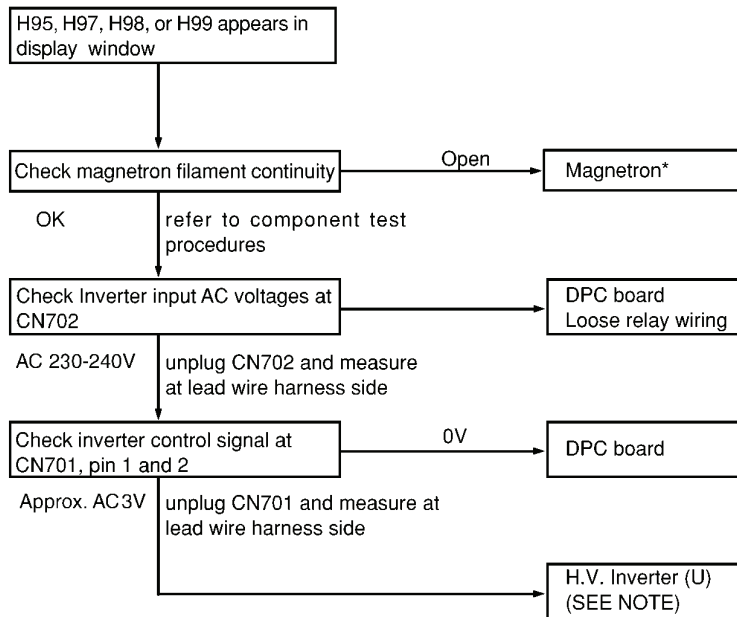 H95, H97, H98, or H99 appears in
display window
Check magnetron filament continuity
Open
Magnetron*
OK
refer to component test
procedures
Check Inverter input AC voltages at
CN702
DPC board
Loose relay wiring
AC 230-240V
unplug CN702 and measure
at lead wire harness side
Check inverter control signal at
CN701, pin 1 and 2
0V
DPC board
Approx. AC3V
unplug CN701 and measure at
lead wire harness side
H.V. Inverter (U)
(SEE NOTE)